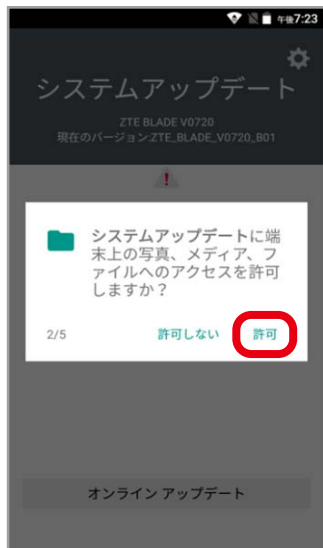 午後7:23
システムアップデート
ZTE BLADE V0720
現在のバージョン:ZTE_BLADE_V0720_B01
システムアップデートに端
末上の写真、メディア、フ
ァイルへのアクセスを許可
しますか？
2/5 許可しない 許可
オンライン アップデート